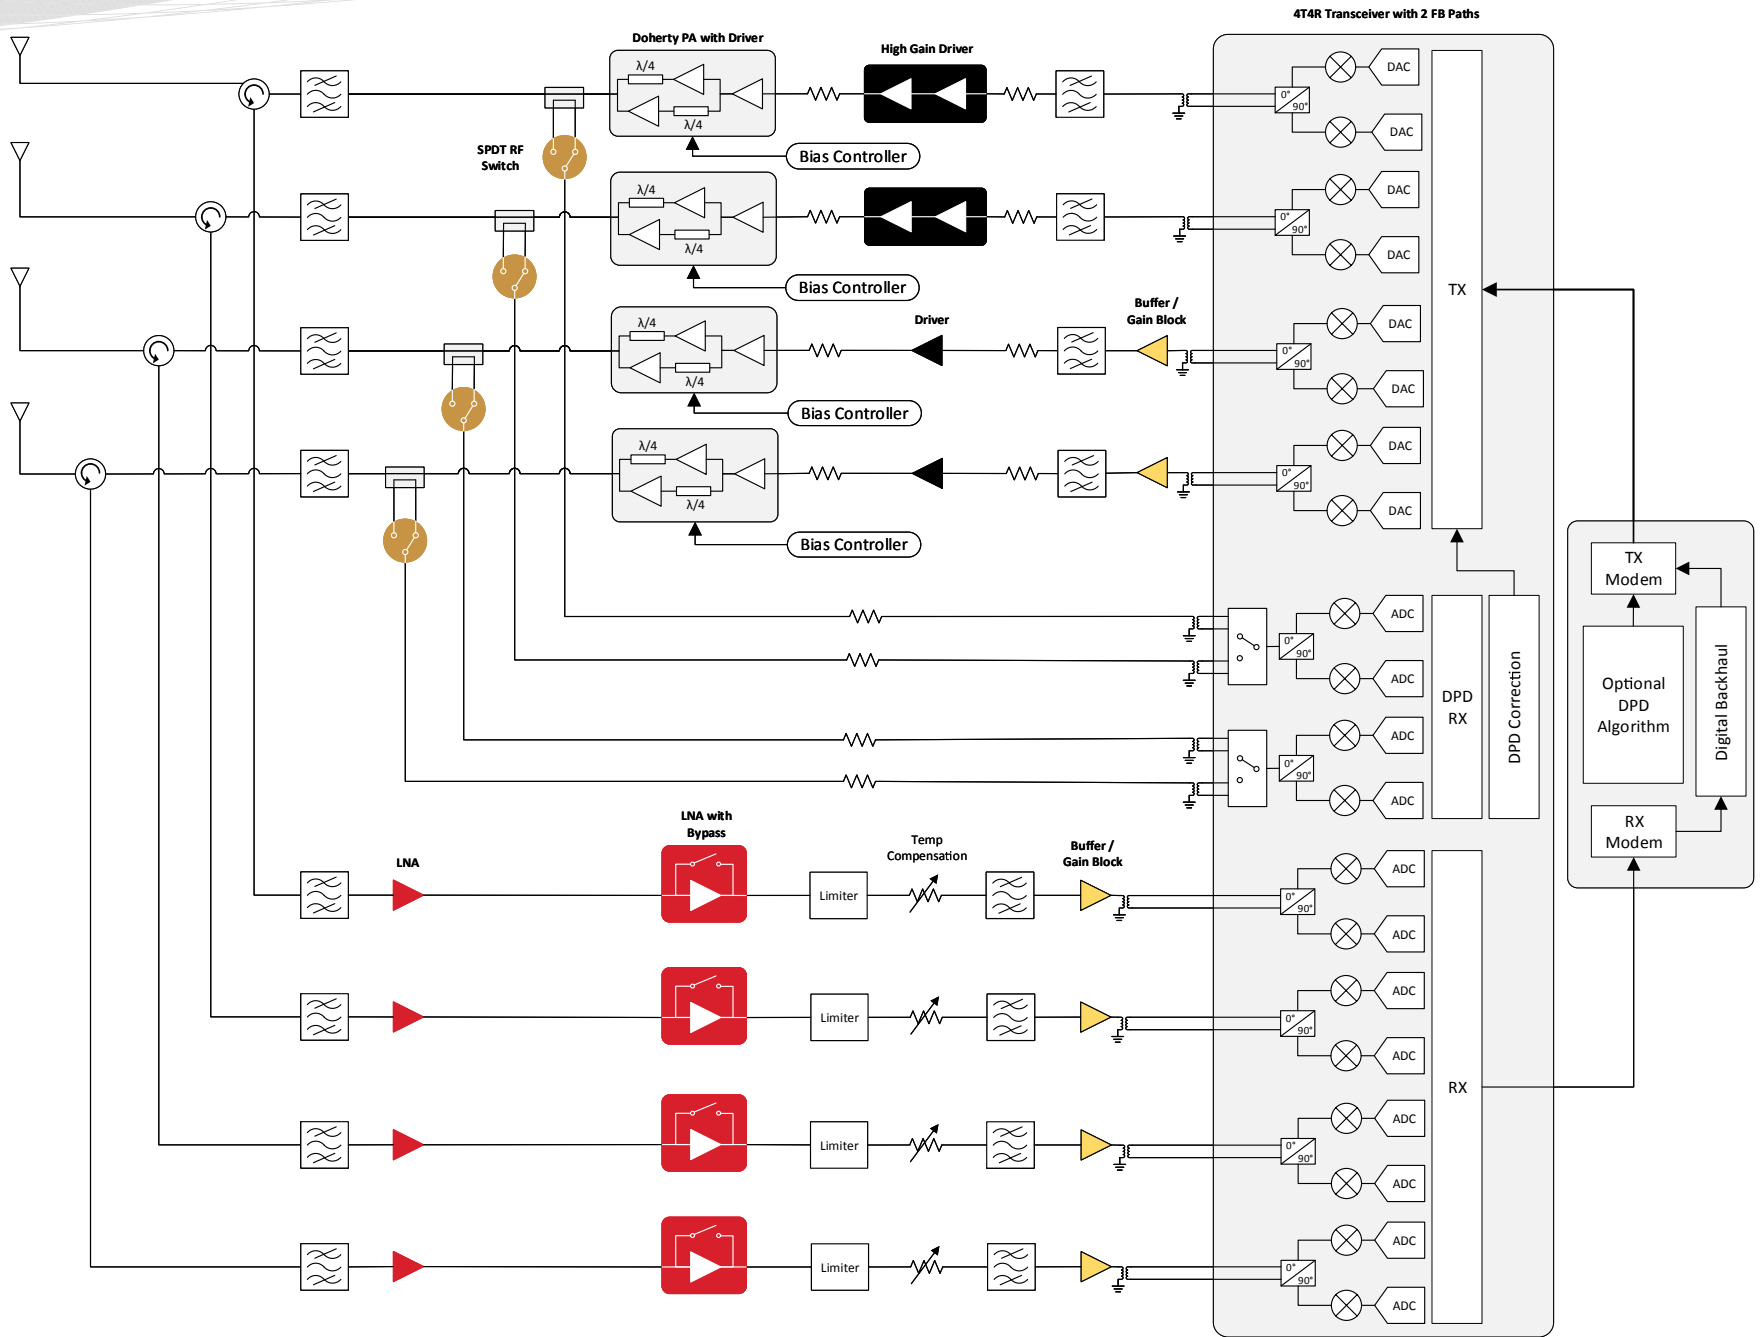 4T4R Transceiver with 2 FB Paths
Doherty PA with Driver
High Gain Driver
λ/4
λ/4
0°
90°
DAC
DAC
SPDT RF
Switch
Bias Controller
λ/4
λ/4
0°
90°
DAC
DAC
Bias Controller
TX
Buffer /
Gain Block
Driver
λ/4
λ/4
0°
90°
DAC
DAC
Bias Controller
λ/4
λ/4
0°
90°
DAC
DAC
Bias Controller
TX
Modem
Optional
DPD
Algorithm
Digital Backhaul
RX
Modem
0°
90°
ADC
ADC
DPD
RX
DPD Correction
0°
90°
ADC
ADC
LNA
LNA with
Bypass
Limiter
Temp
Compensation
Buffer /
Gain Block
0°
90°
ADC
ADC
Limiter
0°
90°
ADC
ADC
RX
Limiter
0°
90°
ADC
ADC
Limiter
0°
90°
ADC
ADC